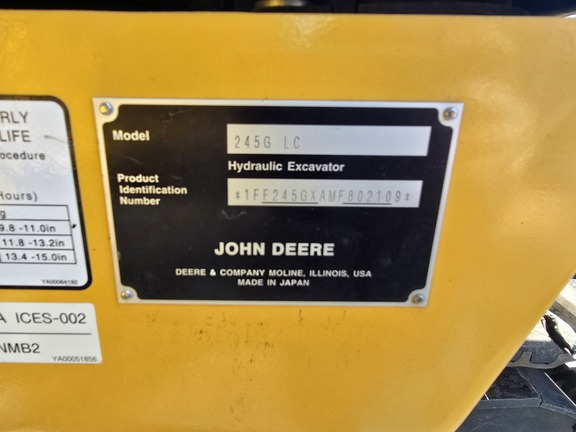 RLY
LIFE
ocedure
Hours)
g
9.8 -11.0in
11.8 -13.2in
13.4 -15.0in
YA00064192
A ICES-002
NMB2
YA00051856
Model
245G LC
Hydraulic Excavator
Product
Identification
Number
*1FF245GXAMF802109*
JOHN DEERE
DEERE & COMPANY MOLINE, ILLINOIS, USA
MADE IN JAPAN